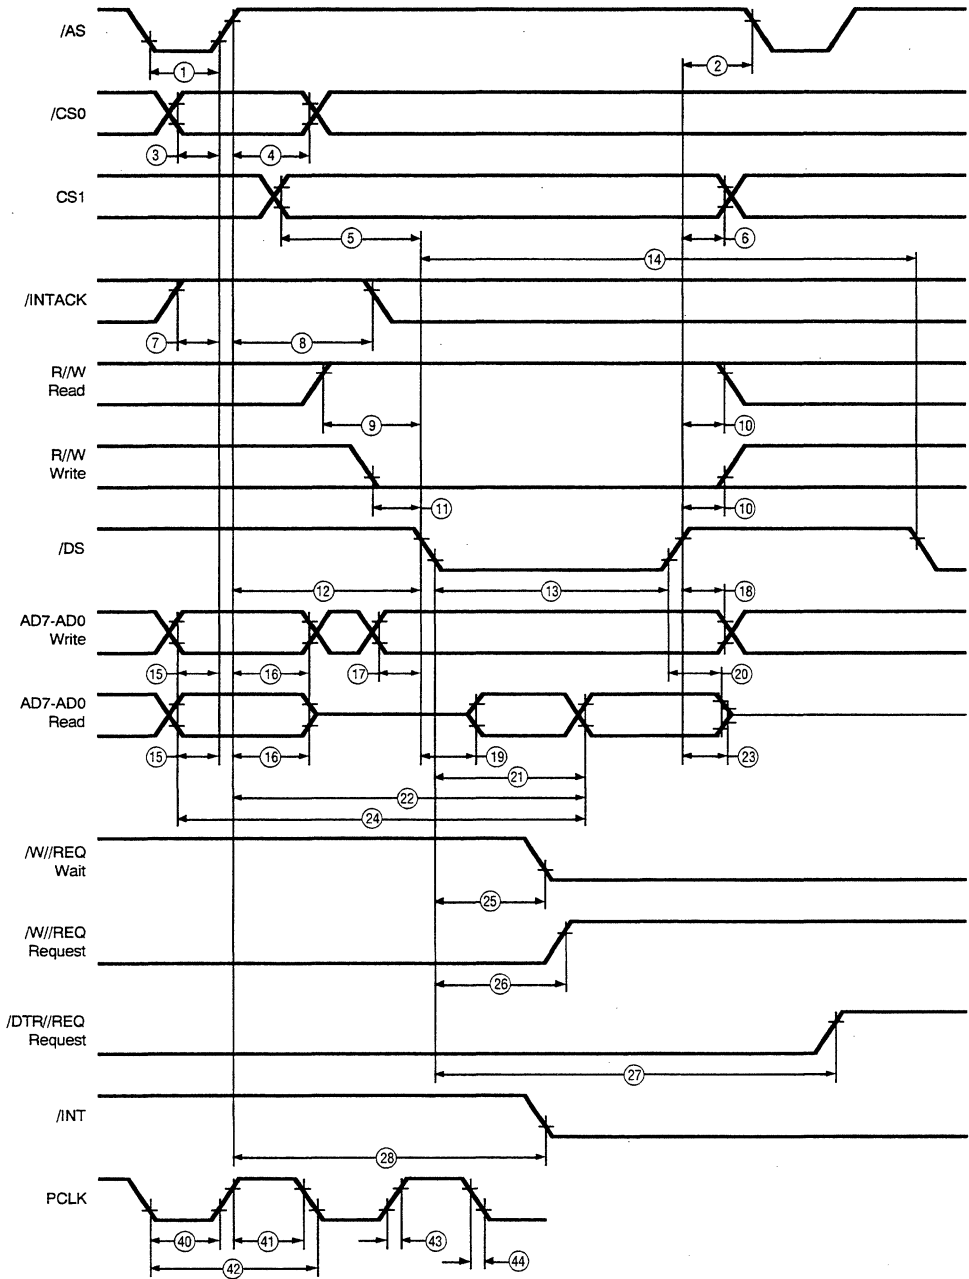 /AS
1
2
/CS0
3
4
CS1
5
6
14
/INTACK
7
8
R//W
Read
9
10
R//W
Write
11
10
/DS
12
13
18
AD7-AD0
Write
15
16
17
20
AD7-AD0
Read
15
16
19
23
21
22
24
/W//REQ
Wait
25
/W//REQ
Request
26
/DTR//REQ
Request
27
/INT
28
PCLK
40
41
43
42
44